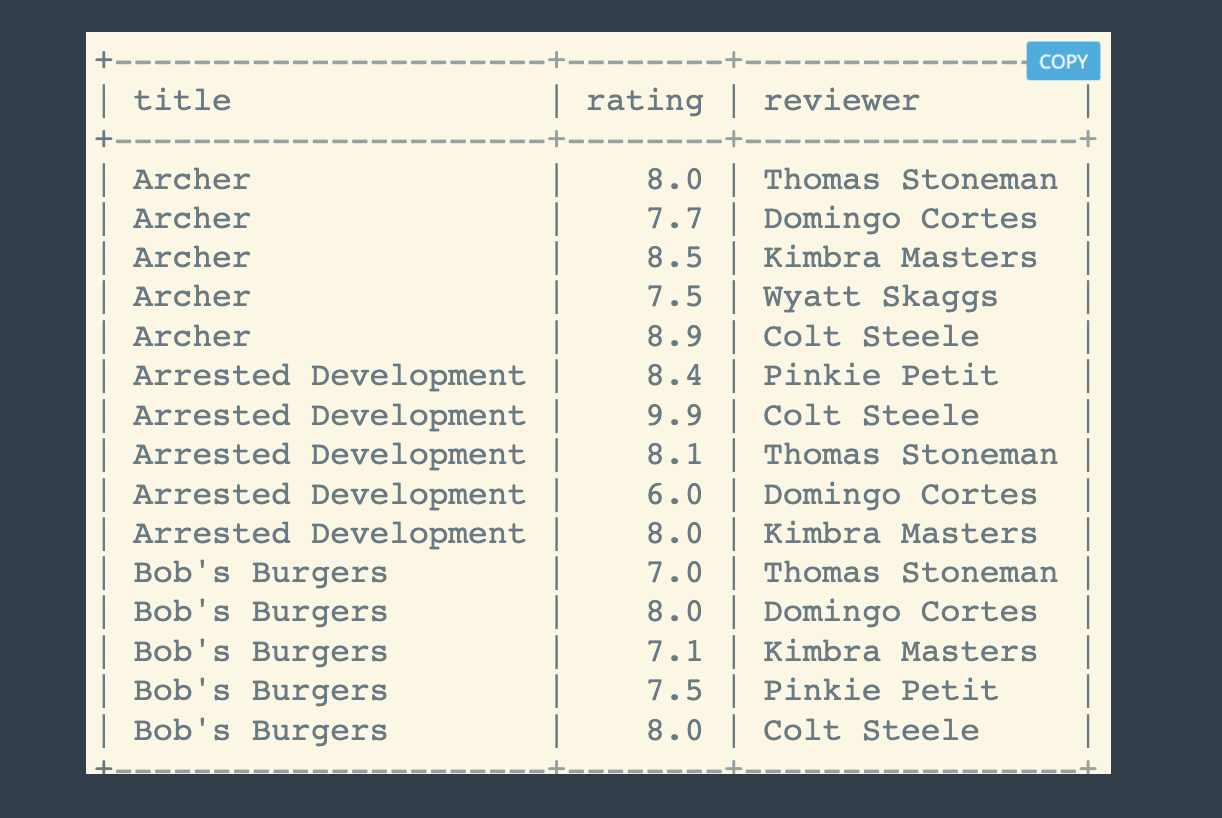 +----------------------+--------+-----------------
COPY
| title                | rating | reviewer        |
+----------------------+--------+-----------------+
| Archer               |    8.0 | Thomas Stoneman |
| Archer               |    7.7 | Domingo Cortes  |
| Archer               |    8.5 | Kimbra Masters  |
| Archer               |    7.5 | Wyatt Skaggs    |
| Archer               |    8.9 | Colt Steele     |
| Arrested Development |    8.4 | Pinkie Petit    |
| Arrested Development |    9.9 | Colt Steele     |
| Arrested Development |    8.1 | Thomas Stoneman |
| Arrested Development |    6.0 | Domingo Cortes  |
| Arrested Development |    8.0 | Kimbra Masters  |
| Bob's Burgers        |    7.0 | Thomas Stoneman |
| Bob's Burgers        |    8.0 | Domingo Cortes  |
| Bob's Burgers        |    7.1 | Kimbra Masters  |
| Bob's Burgers        |    7.5 | Pinkie Petit    |
| Bob's Burgers        |    8.0 | Colt Steele     |
+----------------------+--------+-----------------+